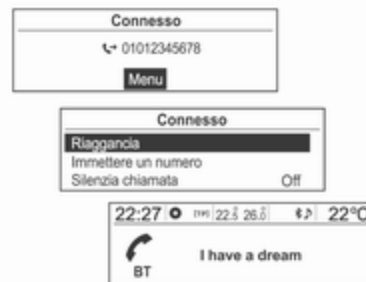 Connesso
01012345678
Menu
Connesso
Riaggancia
Immettere un numero
Silenzia chiamata Off
22:27 22.5 26.0 22°C
I have a dream
BT